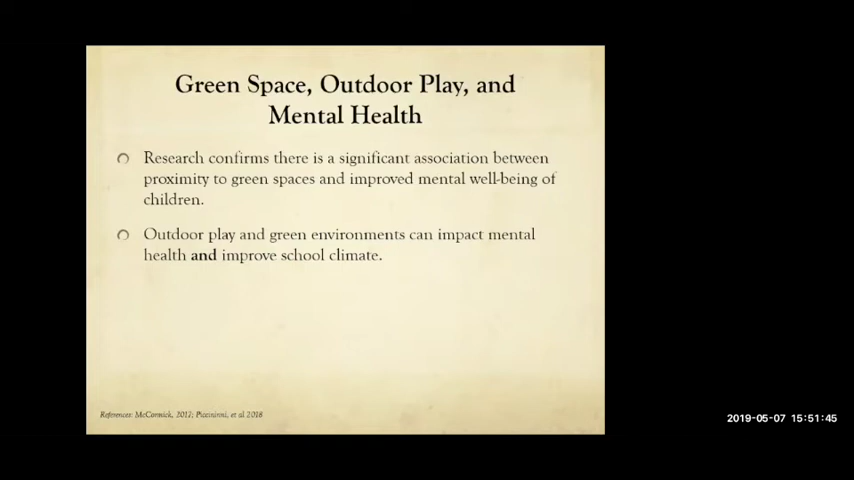 Green Space, Outdoor Play, and
Mental Health
Research confirms there is a significant association between
proximity to green spaces and improved mental well-being of
children.
Outdoor play and green environments can impact mental
health and improve school climate.
References: McCormick, 2017; Piccininni, et al 2018
2019-05-07 15:51:45